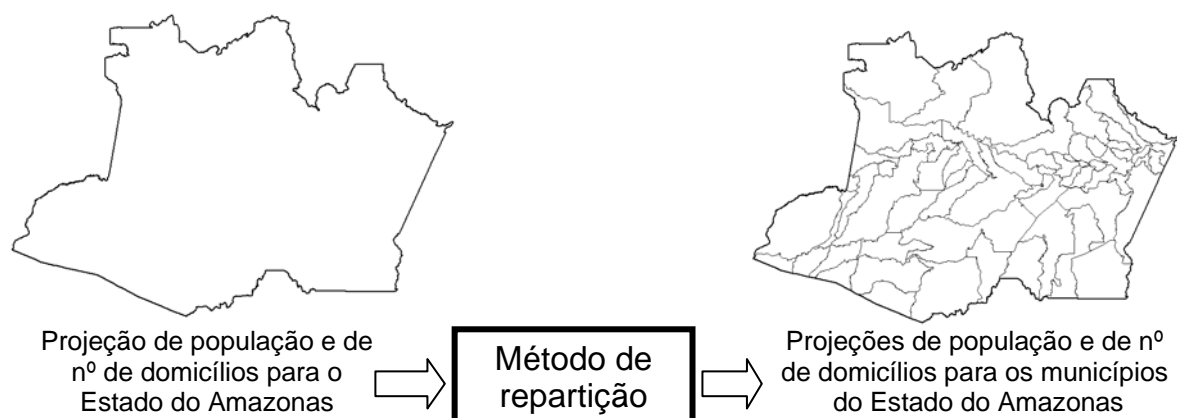 Projeção de população e de
nº de domicílios para o
Estado do Amazonas
Método de
repartição
Projeções de população e de nº
de domicílios para os municípios
do Estado do Amazonas